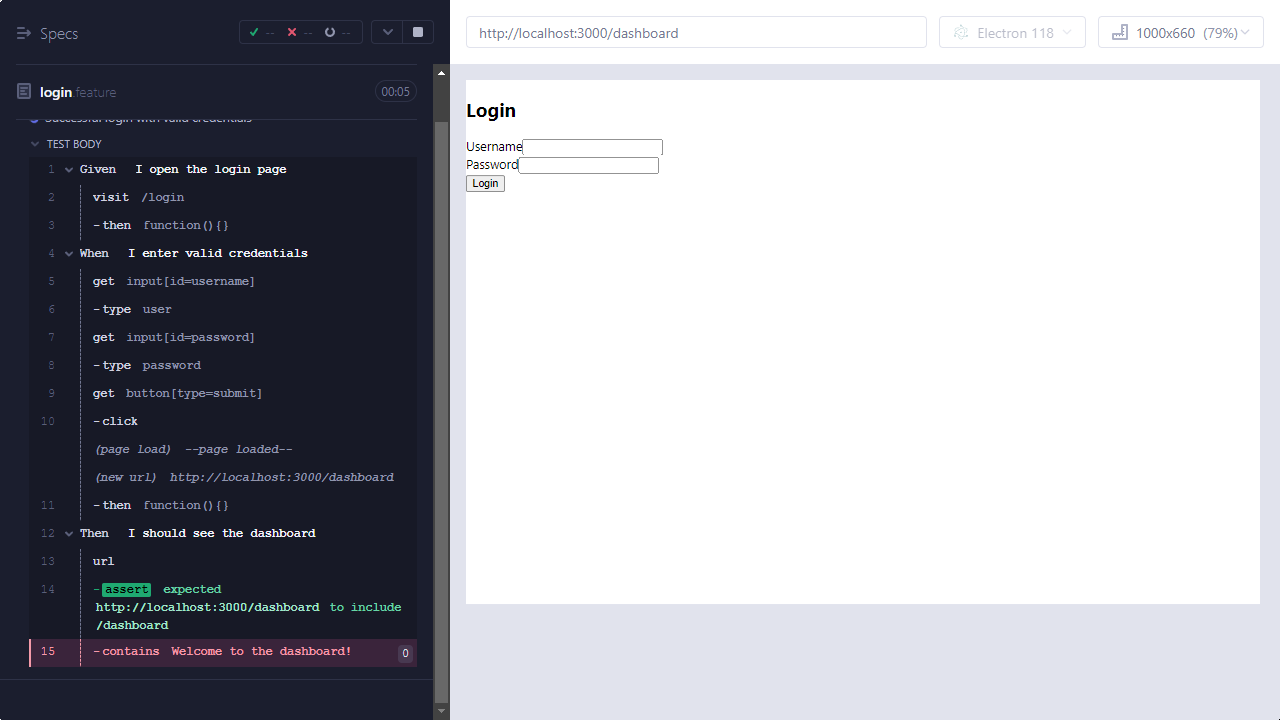 Specs
-- -- --
login.feature 00:05
Successful login with valid credentials
TEST BODY
1 Given I open the login page
2 visit /login
3 -then function(){}
4 When I enter valid credentials
5 get input[id=username]
6 -type user
7 get input[id=password]
8 -type password
9 get button[type=submit]
10 -click
(page load) --page loaded--
(new url) http://localhost:3000/dashboard
11 -then function(){}
12 Then I should see the dashboard
13 url
14 -assert expected
http://localhost:3000/dashboard to include
/dashboard
15 -contains Welcome to the dashboard! 0
http://localhost:3000/dashboard
Electron 118
1000x660 (79%)
Login
Username
Password
Login